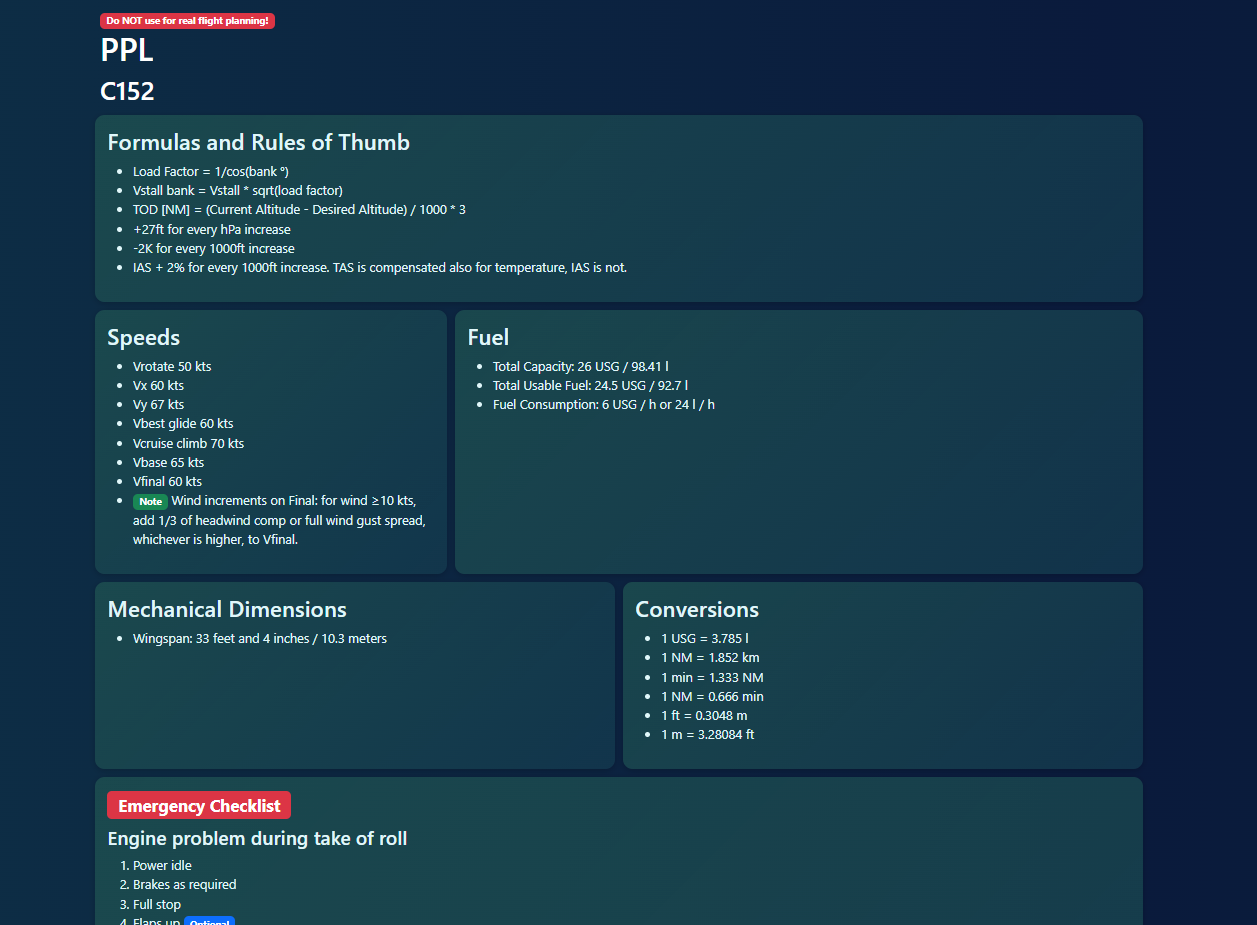 Do NOT use for real flight planning!
PPL
C152
Formulas and Rules of Thumb
Load Factor = 1/cos(bank °)
Vstall bank = Vstall * sqrt(load factor)
TOD [NM] = (Current Altitude - Desired Altitude) / 1000 * 3
+27ft for every hPa increase
-2K for every 1000ft increase
IAS + 2% for every 1000ft increase. TAS is compensated also for temperature, IAS is not.
Speeds
Vrotate 50 kts
Vx 60 kts
Vy 67 kts
Vbest glide 60 kts
Vcruise climb 70 kts
Vbase 65 kts
Vfinal 60 kts
Note Wind increments on Final: for wind ≥10 kts,
add 1/3 of headwind comp or full wind gust spread,
whichever is higher, to Vfinal.
Fuel
Total Capacity: 26 USG / 98.41 l
Total Usable Fuel: 24.5 USG / 92.7 l
Fuel Consumption: 6 USG / h or 24 l / h
Mechanical Dimensions
Wingspan: 33 feet and 4 inches / 10.3 meters
Conversions
1 USG = 3.785 l
1 NM = 1.852 km
1 min = 1.333 NM
1 NM = 0.666 min
1 ft = 0.3048 m
1 m = 3.28084 ft
Emergency Checklist
Engine problem during take of roll
1. Power idle
2. Brakes as required
3. Full stop
4. Flaps up Optional